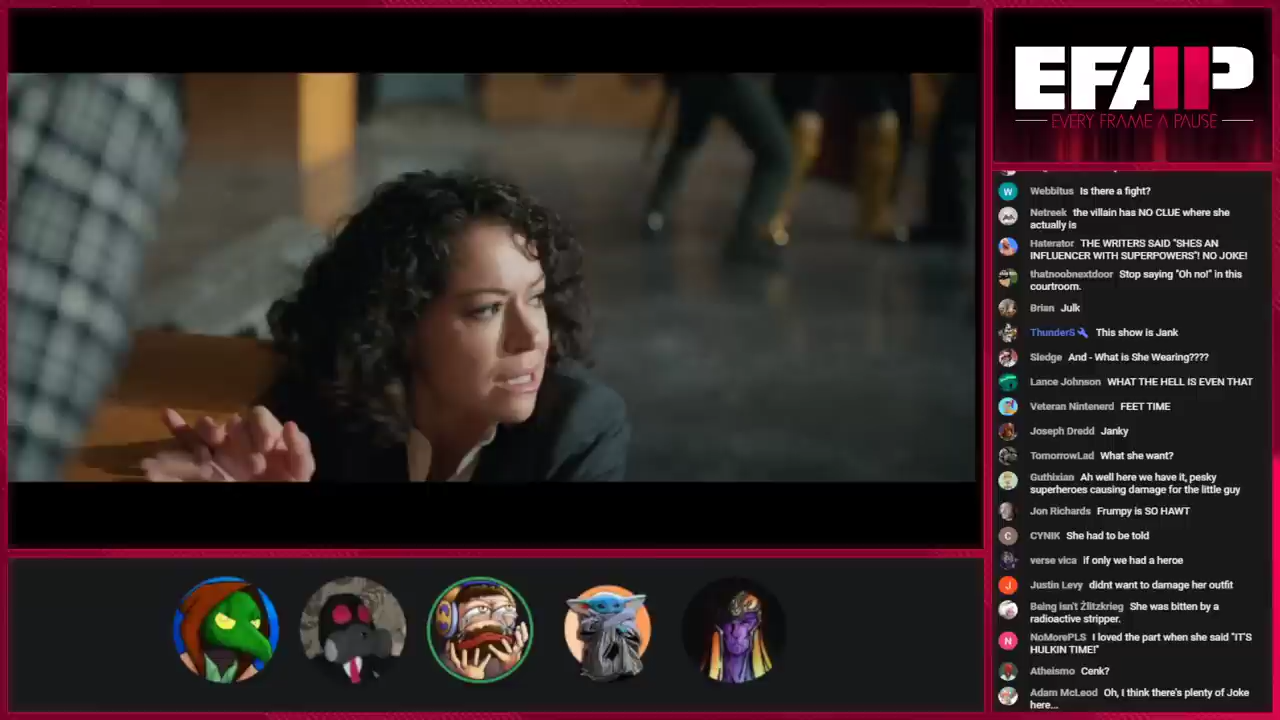 EFAP
EVERY FRAME A PAUSE
W
Webbitus Is there a fight?
Netreek the villain has NO CLUE where she
actually is
Haterator THE WRITERS SAID "SHES AN
INFLUENCER WITH SUPERPOWERS"! NO JOKE!
thatnoobnextdoor Stop saying "Oh no!" in this
courtroom.
Brian Julk
ThunderS This show is Jank
Sledge And - What is She Wearing????
Lance Johnson WHAT THE HELL IS EVEN THAT
Veteran Nintenerd FEET TIME
Joseph Dredd Janky
TomorrowLad What she want?
Guthixian Ah well here we have it, pesky
superheroes causing damage for the little guy
Jon Richards Frumpy is SO HAWT
C
CYNIK She had to be told
verse vica if only we had a heroe
J
Justin Levy didnt want to damage her outfit
Being isn't Žlitzkrieg She was bitten by a
radioactive stripper.
N
NoMorePLS I loved the part when she said "IT'S
HULKIN TIME!"
Atheismo Cenk?
Adam McLeod Oh, I think there's plenty of Joke
here...